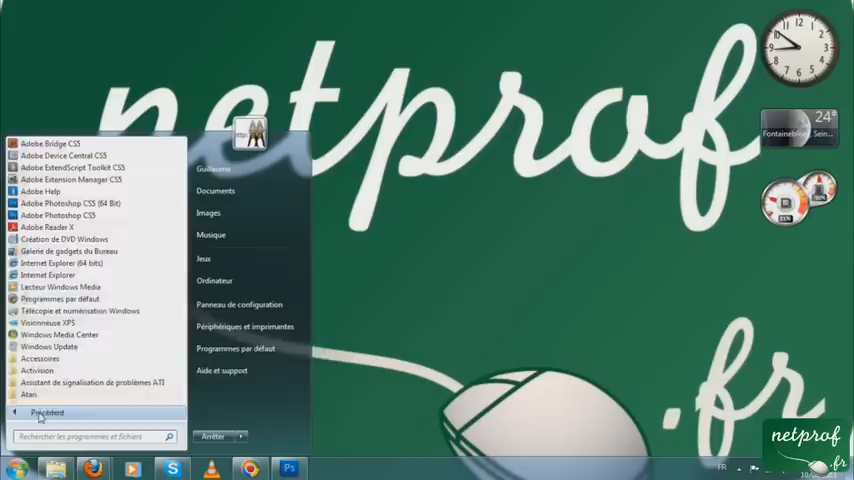 netprof
.fr
24°
Fontaineble... Sein...
21%
Adobe Bridge CS5
Adobe Device Central CS5
Adobe ExtendScript Toolkit CS5
Adobe Extension Manager CS5
Adobe Help
Adobe Photoshop CS5 (64 Bit)
Adobe Photoshop CS5
Adobe Reader X
Création de DVD Windows
Galerie de gadgets du Bureau
Internet Explorer (64 bits)
Internet Explorer
Lecteur Windows Media
Programmes par défaut
Télécopie et numérisation Windows
Visionneuse XPS
Windows Media Center
Windows Update
Accessoires
Activision
Assistant de signalisation de problèmes ATI
Atari
Précédent
Rechercher les programmes et fichiers
Guillaume
Documents
Images
Musique
Jeux
Ordinateur
Panneau de configuration
Périphériques et imprimantes
Programmes par défaut
Aide et support
Arrêter
Ps
FR
netprof
.fr